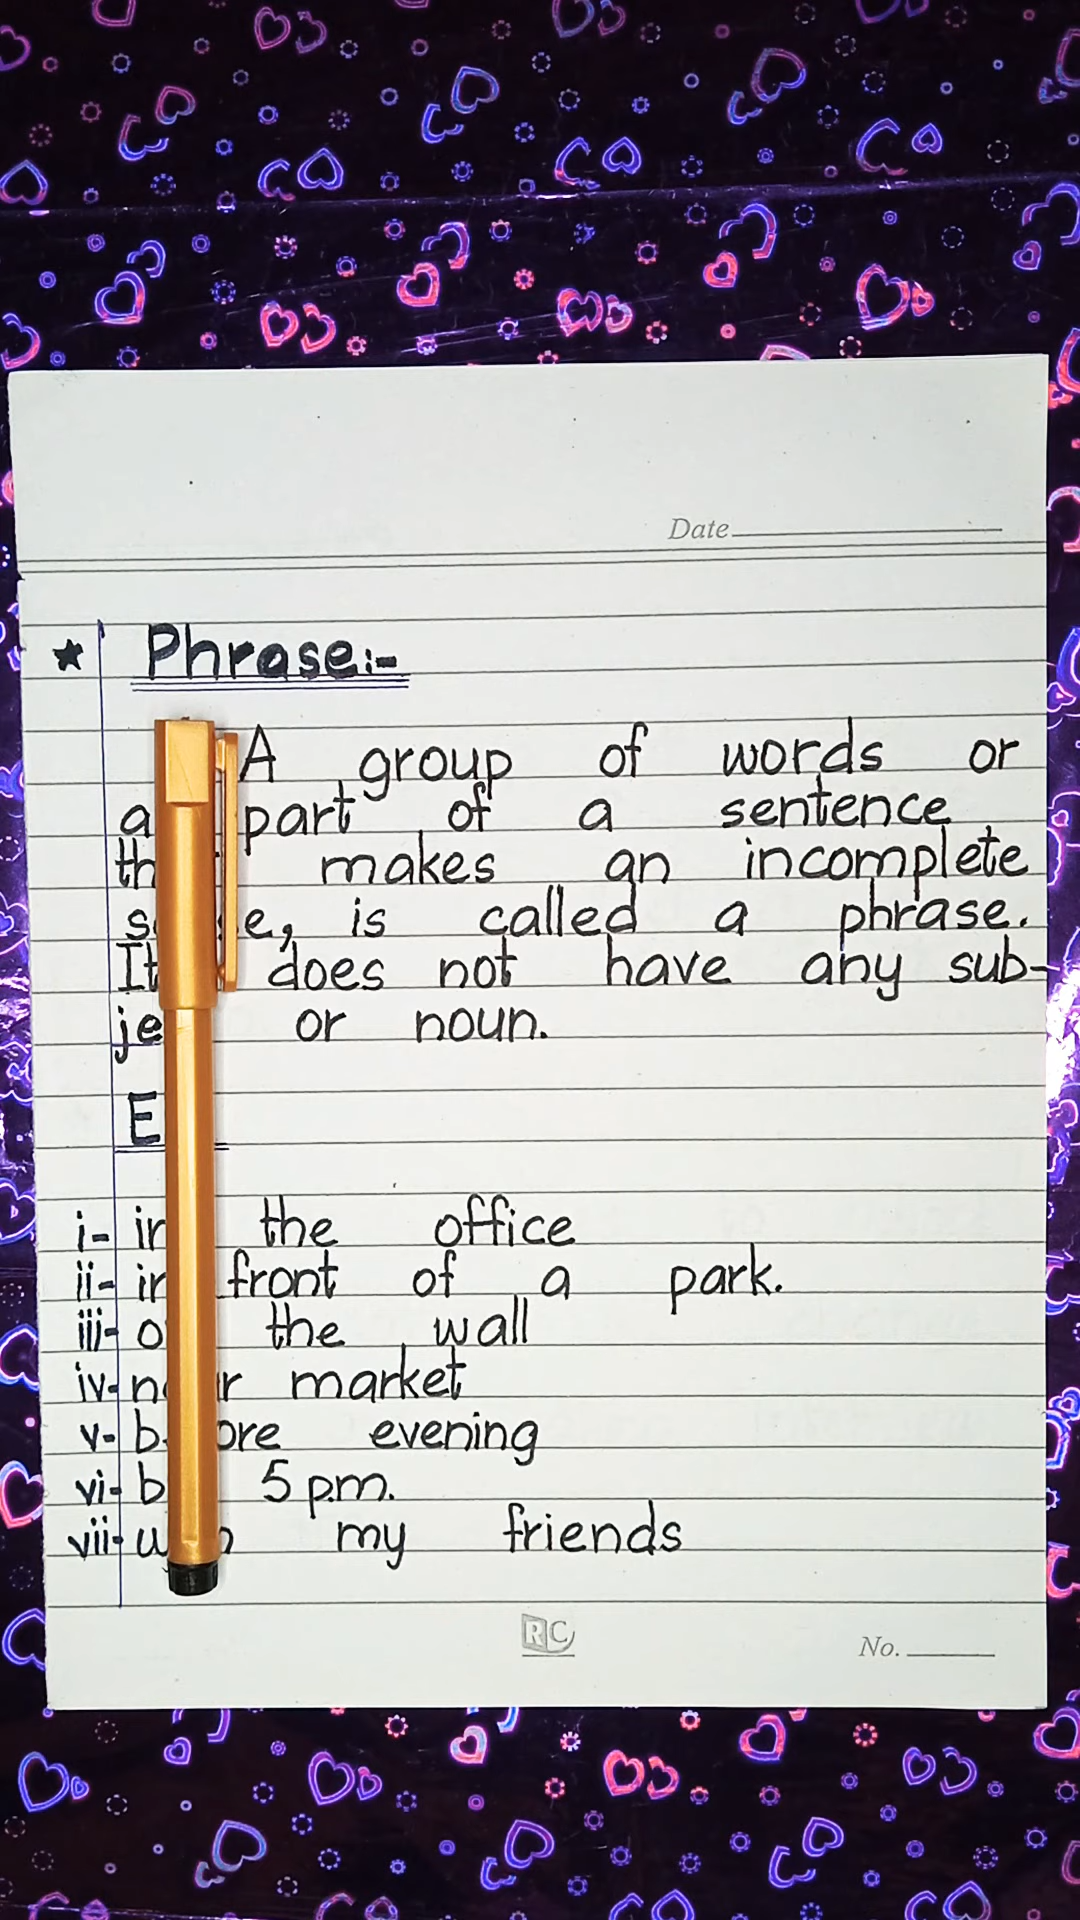 Date
★ Phrase:-
A group of words or
a part of a sentence
makes an incomplete
is called a phrase.
It does not have any sub-
or noun.
i- the office
ii- front of a park.
iii- the wall
iv- market
v- evening
vi- 5 p.m.
vii- my friends
RC
No.